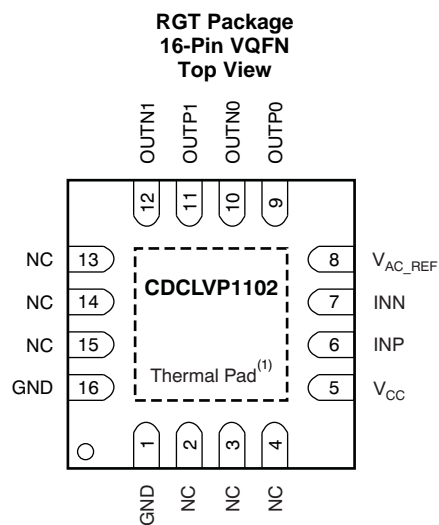 RGT Package
16-Pin VQFN
Top View
OUTN1
OUTP1
OUTN0
OUTP0
12
11
10
9
NC 13
NC 14
NC 15
GND 16
CDCLVP1102
Thermal Pad(1)
8 VAC_REF
7 INN
6 INP
5 VCC
1
2
3
4
GND
NC
NC
NC